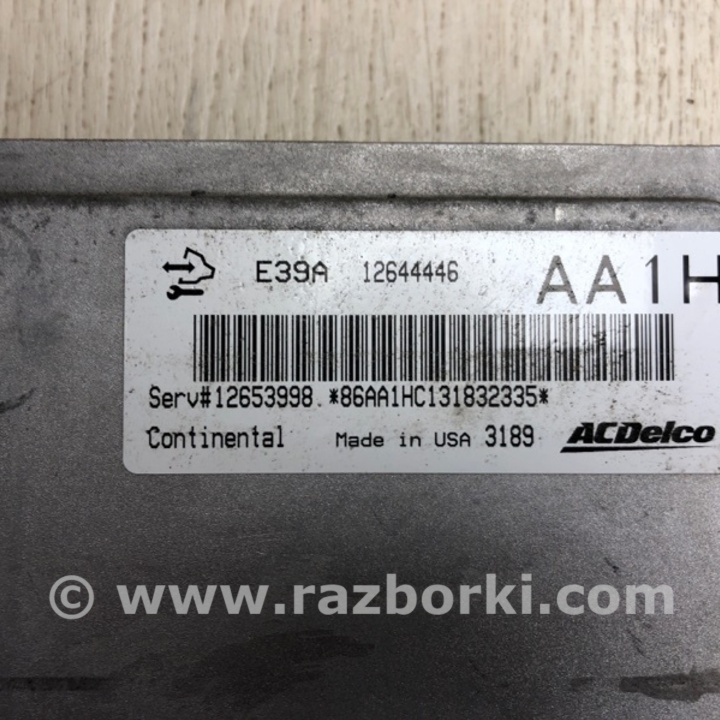 E39A 12644446 AA1H
Serv#12653998 *86AA1HC131832335*
Continental Made in USA 3189 ACDelco
© www.razborki.com